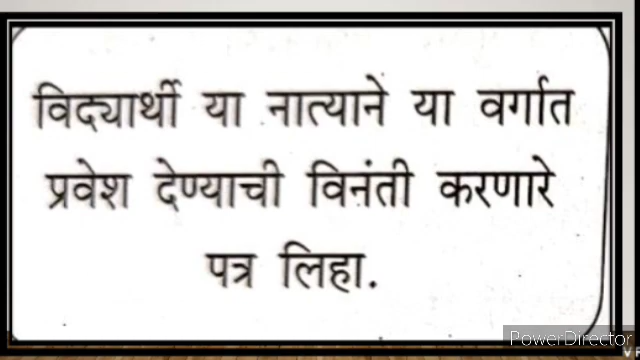 विद्यार्थी या नात्याने या वर्गात
प्रवेश देण्याची विनंती करणारे
पत्र लिहा.
PowerDirector